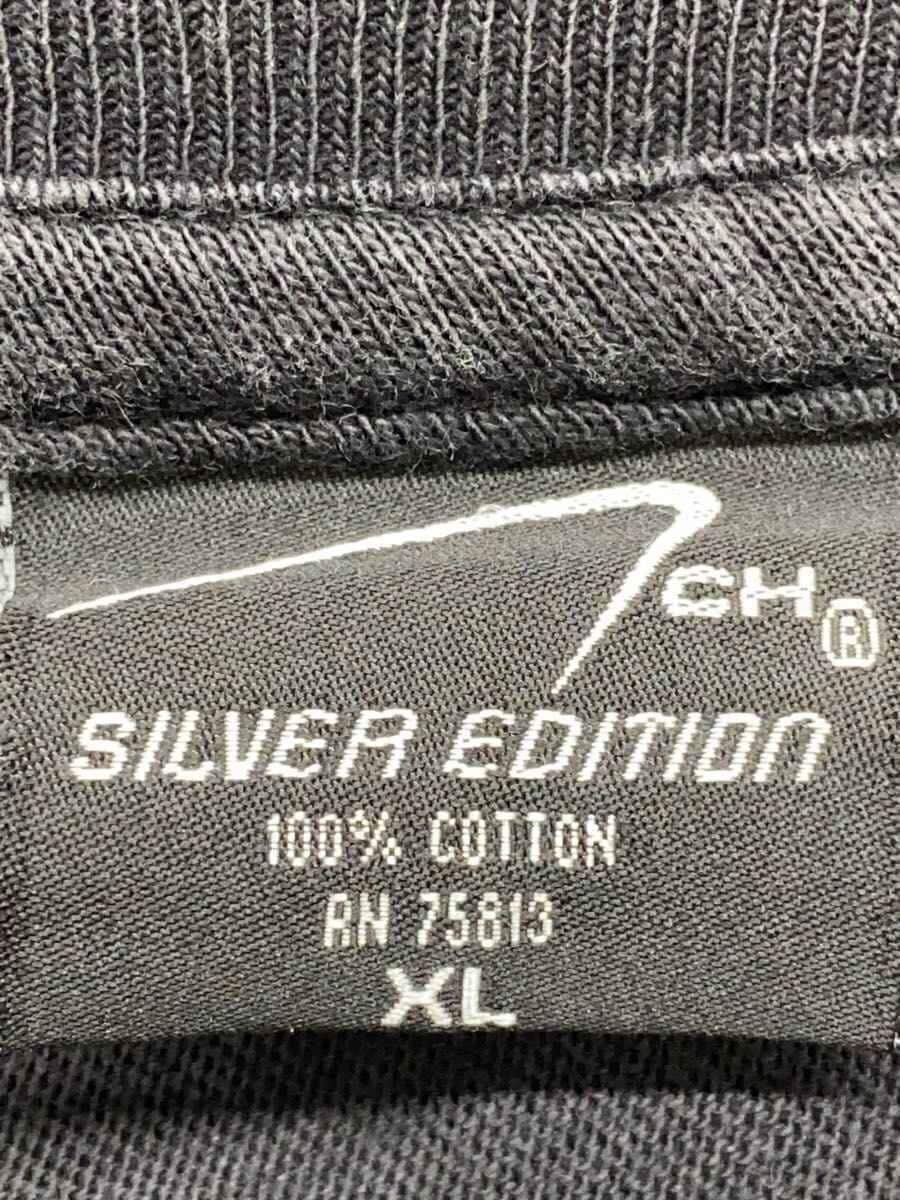 7CH®
SILVER EDITION
100% COTTON
RN 75813
XL